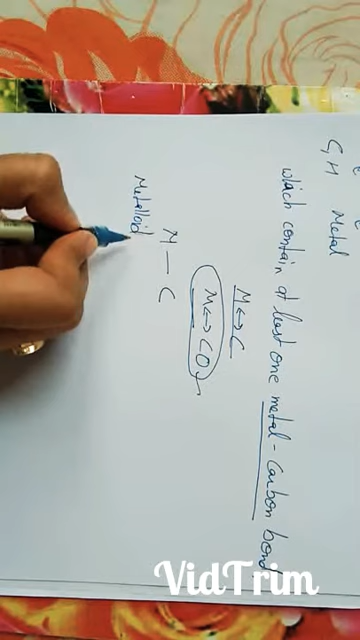 C, H Metal
which contain at least one metal - carbon bond
M ↔ C
M ↔ CO
M — C
Metalloid
VidTrim